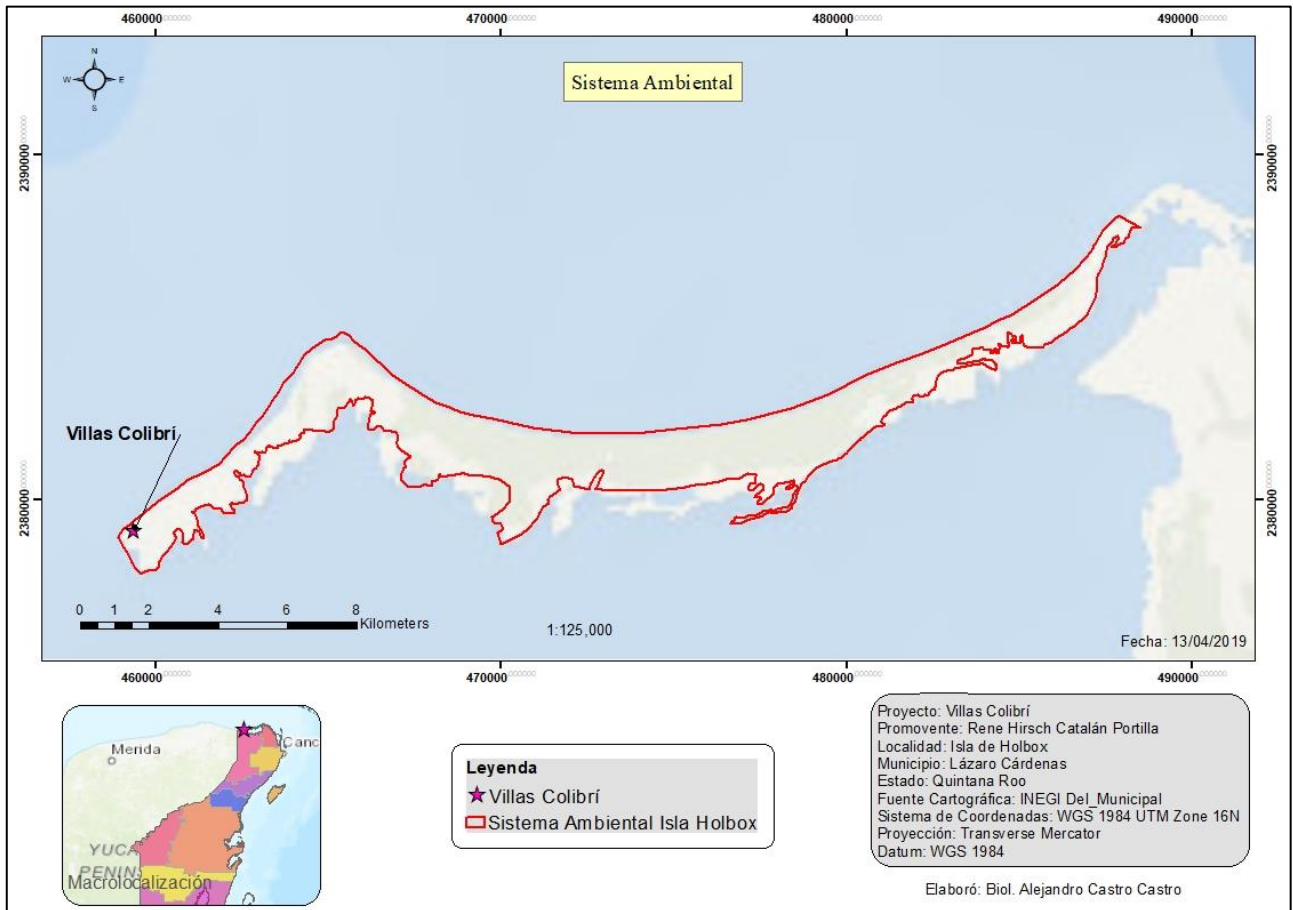 460000 470000 480000 490000
N
W E
S
Sistema Ambiental
2390000 2390000
Villas Colibrí
2380000 2380000
0 1 2 4 6 8
Kilometers
1:125,000
Fecha: 13/04/2019
460000 470000 480000 490000
Merida
Canc
YUCA
PENINS
Macrolocalización
Leyenda
Villas Colibrí
Sistema Ambiental Isla Holbox
Proyecto: Villas Colibrí
Promovente: Rene Hirsch Catalán Portilla
Localidad: Isla de Holbox
Municipio: Lázaro Cárdenas
Estado: Quintana Roo
Fuente Cartográfica: INEGI Del_Municipal
Sistema de Coordenadas: WGS 1984 UTM Zone 16N
Proyección: Transverse Mercator
Datum: WGS 1984
Elaboró: Biol. Alejandro Castro Castro